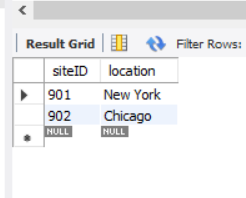 Result Grid Filter Rows:
siteID location
901 New York
902 Chicago
NULL NULL